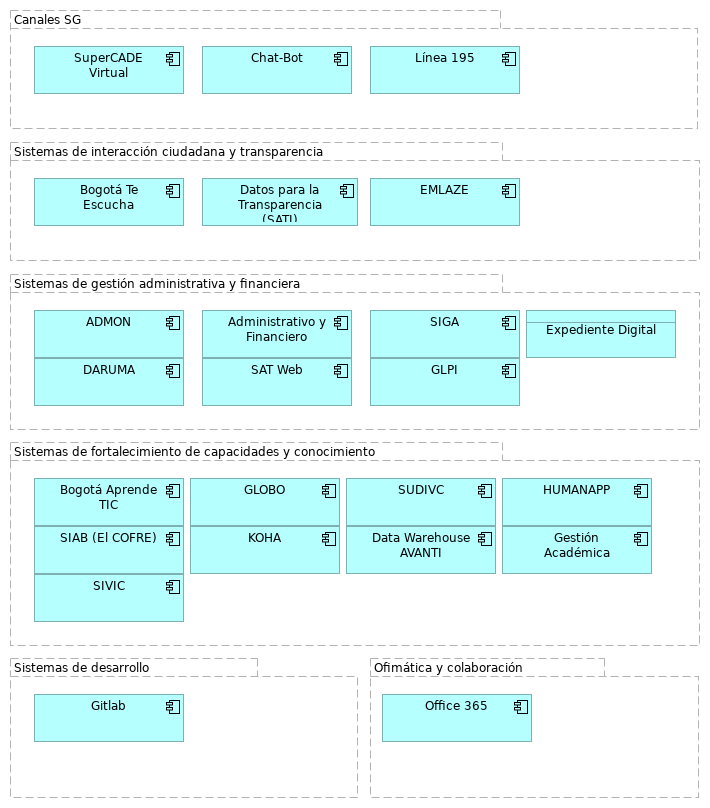 Canales SG
SuperCADE
Virtual
Chat-Bot
Línea 195
Sistemas de interacción ciudadana y transparencia
Bogotá Te
Escucha
Datos para la
Transparencia
(SATI)
EMLAZE
Sistemas de gestión administrativa y financiera
ADMON
Administrativo y
Financiero
SIGA
Expediente Digital
DARUMA
SAT Web
GLPI
Sistemas de fortalecimiento de capacidades y conocimiento
Bogotá Aprende
TIC
GLOBO
SUDIVC
HUMANAPP
SIAB (El COFRE)
KOHA
Data Warehouse
AVANTI
Gestión
Académica
SIVIC
Sistemas de desarrollo
Gitlab
Ofimática y colaboración
Office 365